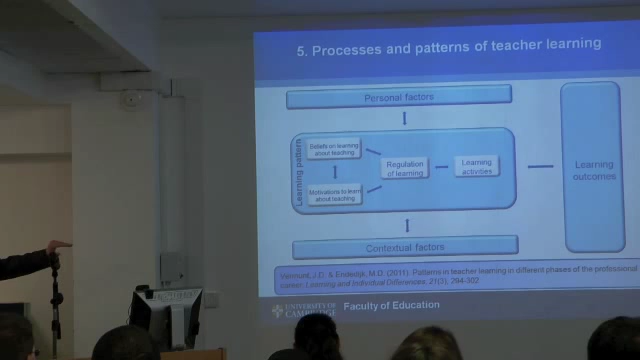 5. Processes and patterns of teacher learning
Personal factors
Learning pattern
Beliefs on learning
about teaching
Motivations to learn
about teaching
Regulation
of learning
Learning
activities
Learning
outcomes
Contextual factors
Vermunt, J.D. & Endedijk, M.D. (2011). Patterns in teacher learning in different phases of the professional
career. Learning and Individual Differences, 21(3), 294-302.
UNIVERSITY OF
CAMBRIDGE
Faculty of Education